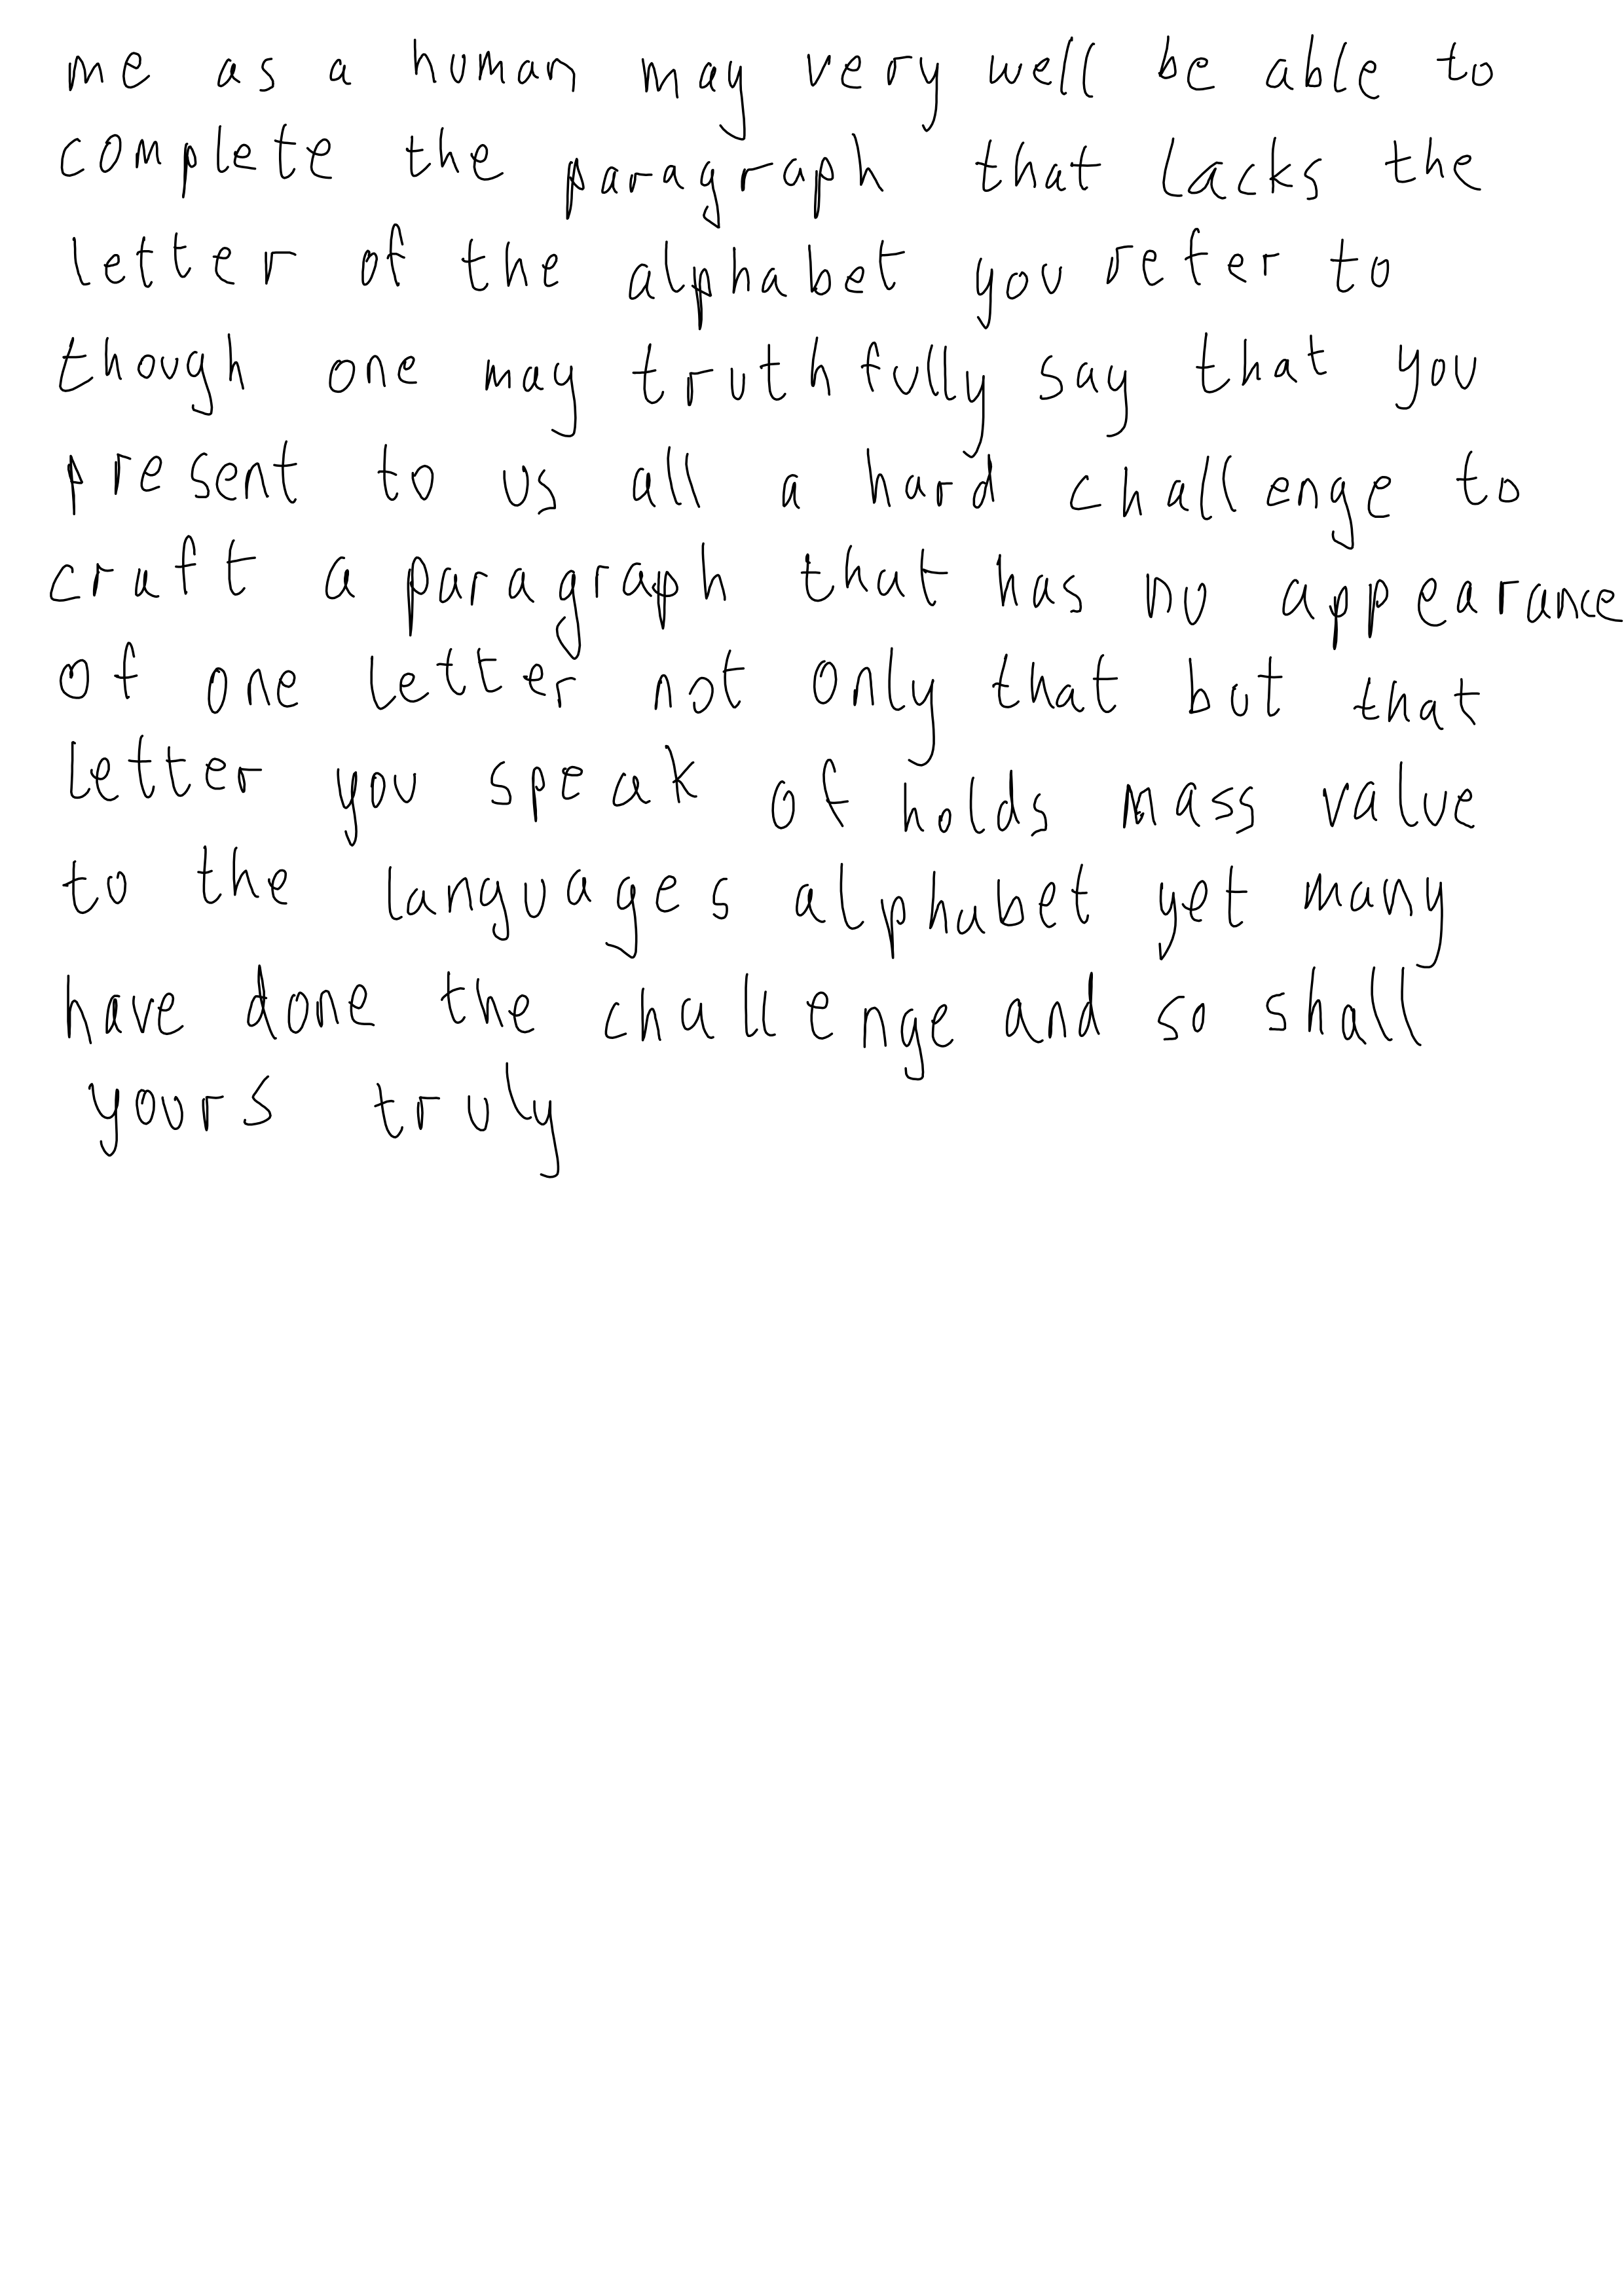 me as a human may very well be able to
complete the paragraph that lacks the
letter of the alphabet you refer to
though one may truthfully say that you
present to us all a hard challenge to
craft a paragraph that has no appearance
of one letter not only that but that
letter you speak of holds mass value
to the languages alphabet yet many
have done the challenge and so shall
yours truly